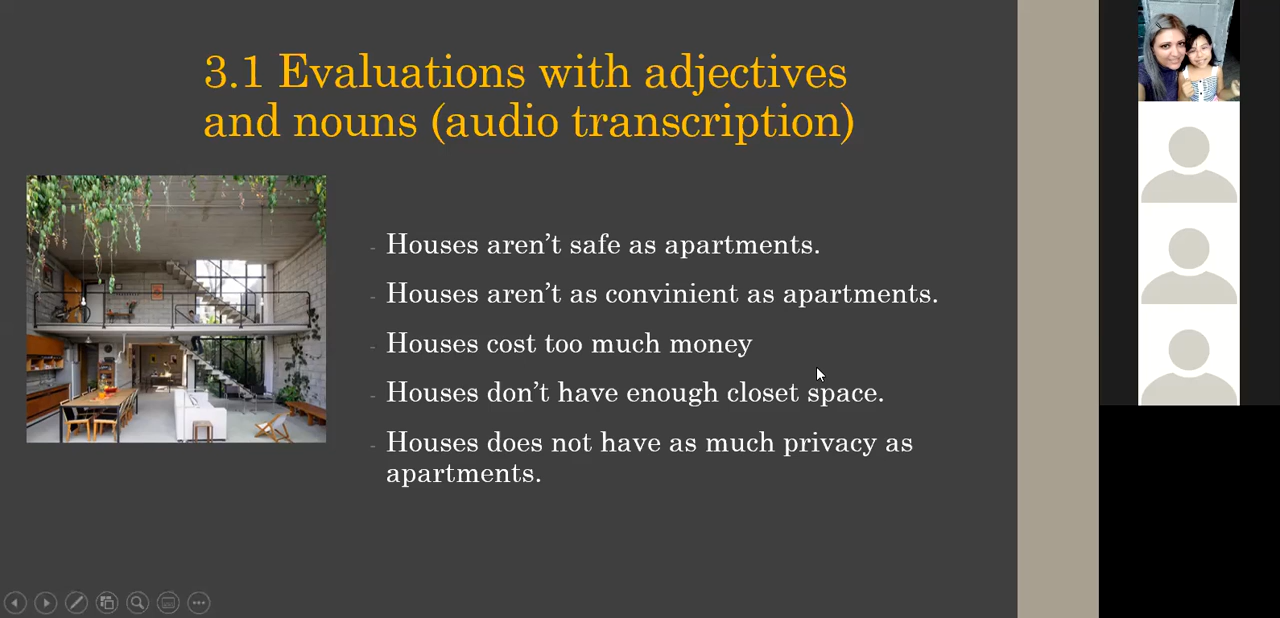 3.1 Evaluations with adjectives
and nouns (audio transcription)
- Houses aren’t safe as apartments.
- Houses aren’t as convinient as apartments.
- Houses cost too much money
- Houses don’t have enough closet space.
- Houses does not have as much privacy as
apartments.